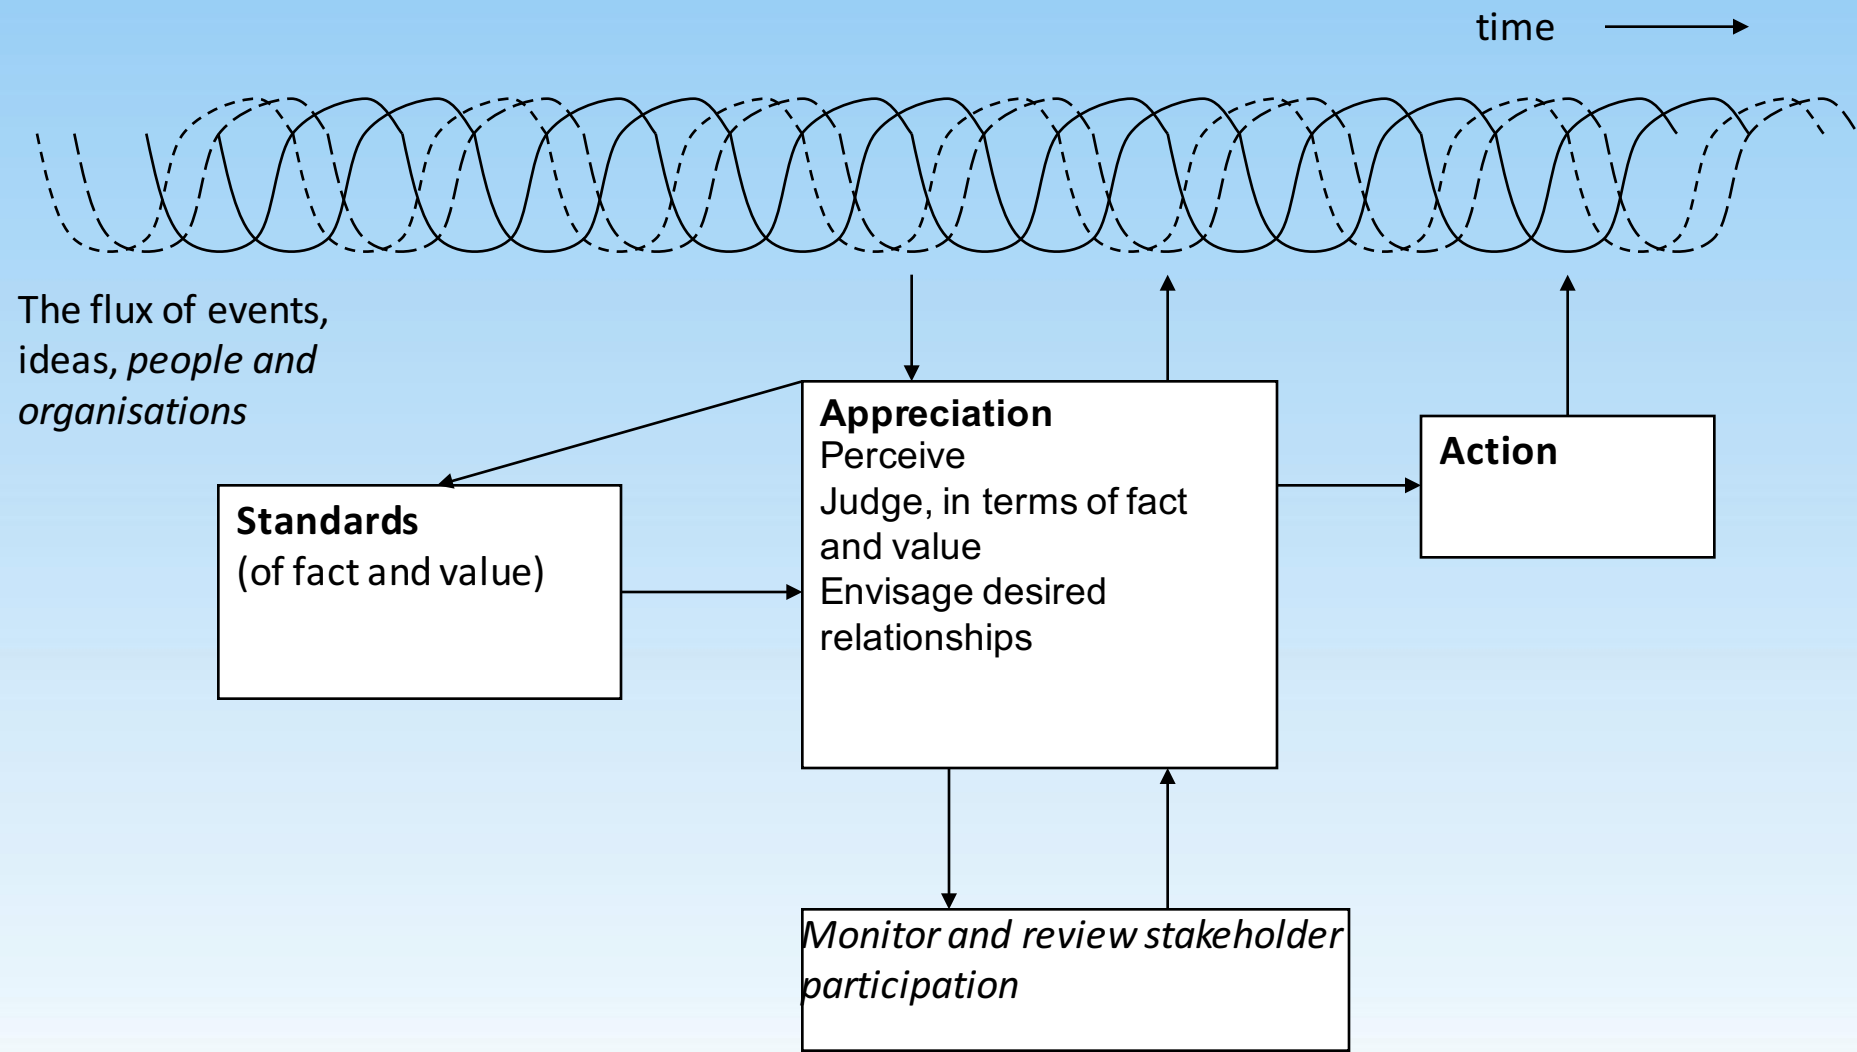 time
The flux of events,
ideas, people and
organisations
Appreciation
Perceive
Judge, in terms of fact
and value
Envisage desired
relationships
Action
Standards
(of fact and value)
Monitor and review stakeholder
participation